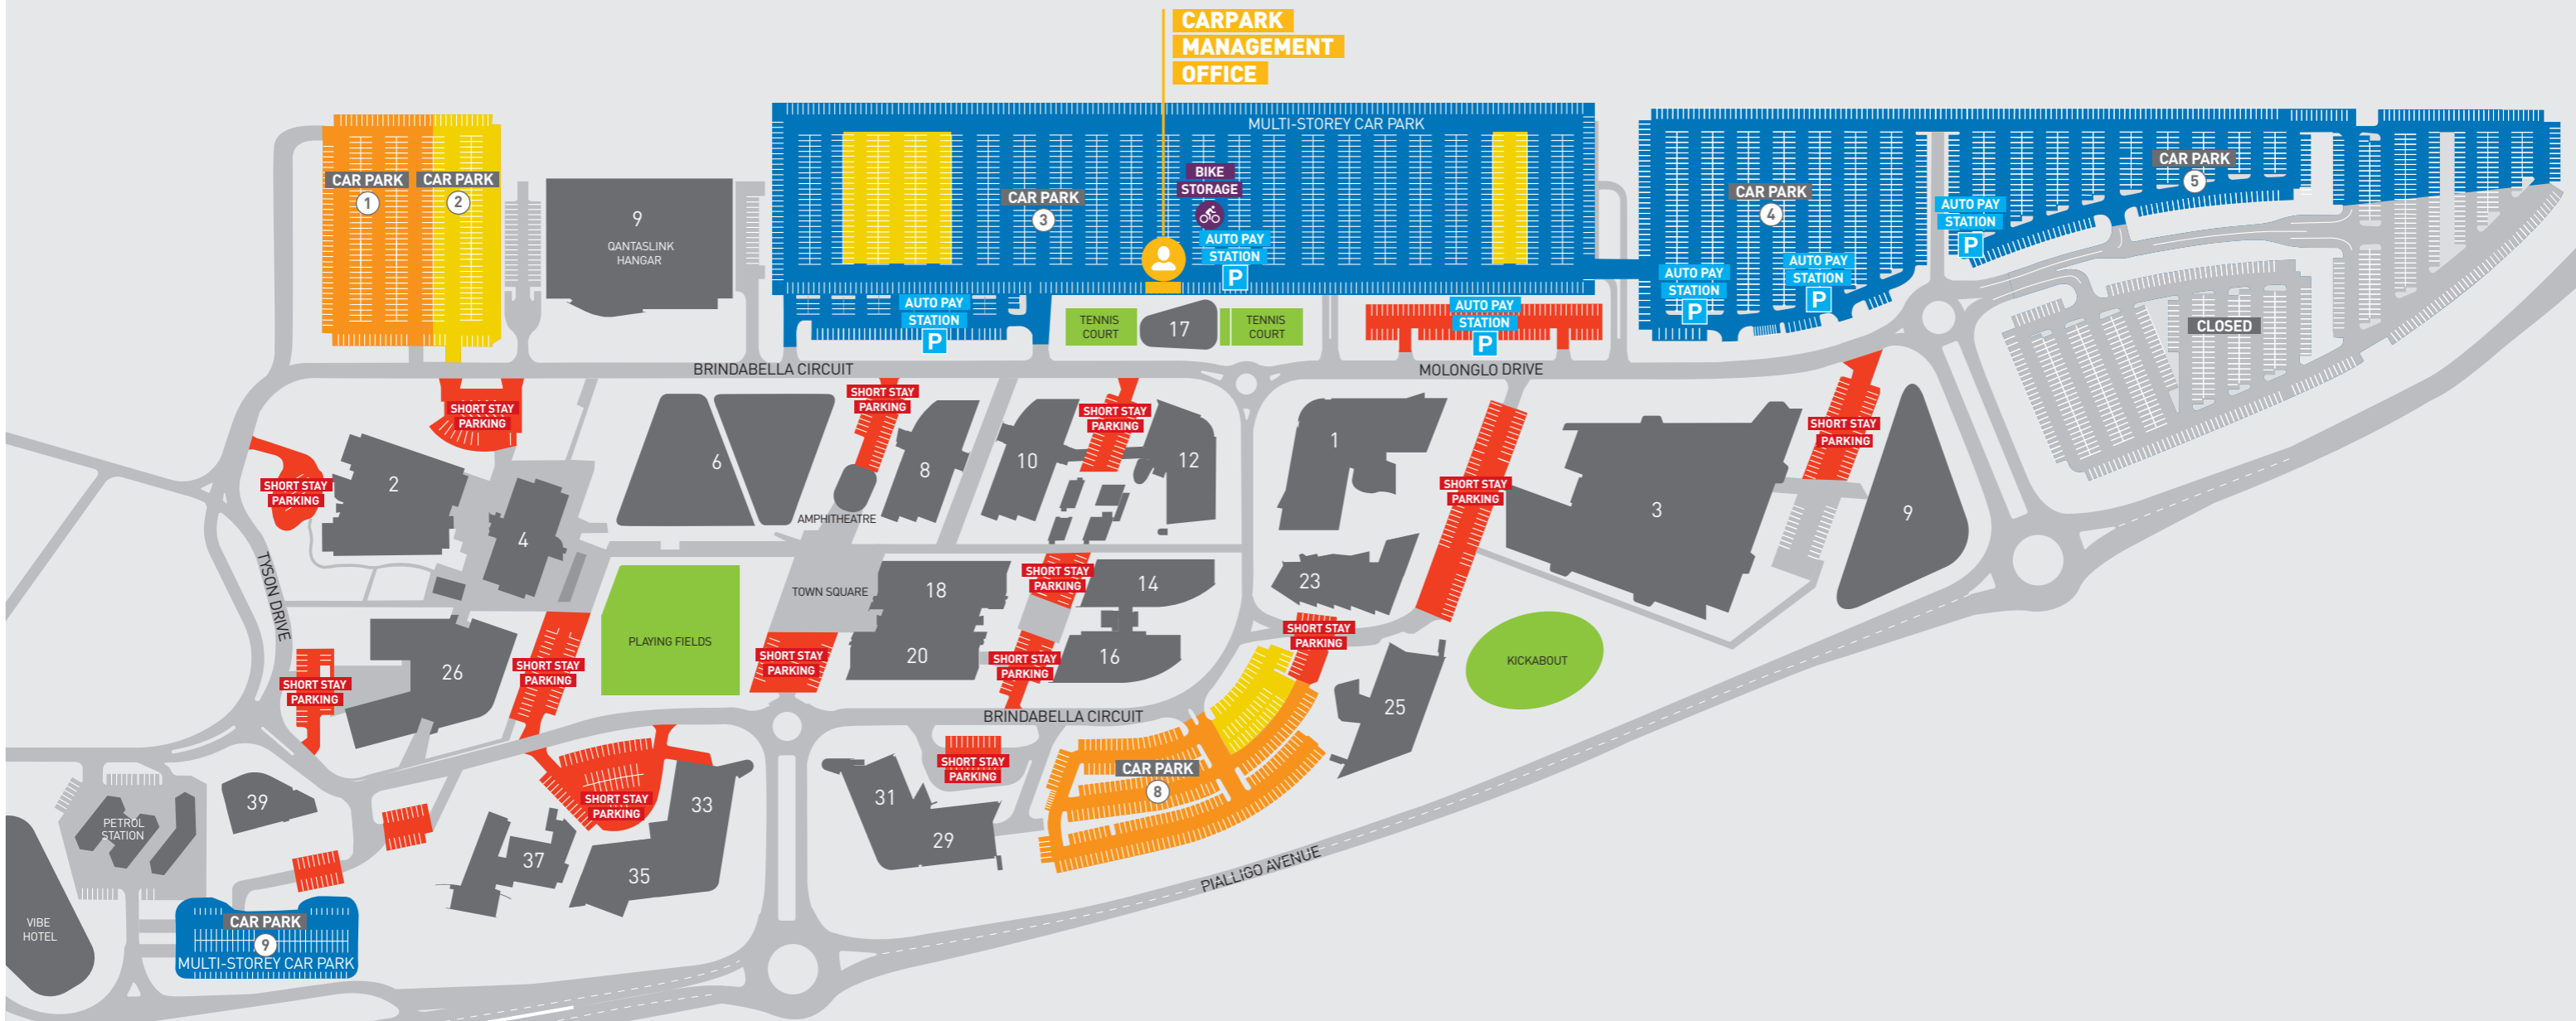 CARPARK
MANAGEMENT
OFFICE
MULTI-STOREY CAR PARK
CAR PARK
1
CAR PARK
2
9
QANTASLINK
HANGAR
CAR PARK
3
BIKE
STORAGE
AUTO PAY
STATION
P
CAR PARK
4
CAR PARK
5
AUTO PAY
STATION
P
AUTO PAY
STATION
P
AUTO PAY
STATION
P
AUTO PAY
STATION
P
TENNIS
COURT
17
TENNIS
COURT
AUTO PAY
STATION
P
CLOSED
BRINDABELLA CIRCUIT
MOLONGLO DRIVE
SHORT STAY
PARKING
SHORT STAY
PARKING
SHORT STAY
PARKING
SHORT STAY
PARKING
SHORT STAY
PARKING
SHORT STAY
PARKING
2
4
6
8
10
12
1
3
9
AMPHITHEATRE
TYSON DRIVE
PLAYING FIELDS
TOWN SQUARE
18
20
SHORT STAY
PARKING
14
16
23
SHORT STAY
PARKING
SHORT STAY
PARKING
SHORT STAY
PARKING
SHORT STAY
PARKING
SHORT STAY
PARKING
26
25
KICKABOUT
BRINDABELLA CIRCUIT
SHORT STAY
PARKING
CAR PARK
8
SHORT STAY
PARKING
39
PETROL
STATION
33
31
29
37
35
PIALLIGO AVENUE
VIBE
HOTEL
CAR PARK
9
MULTI-STOREY CAR PARK